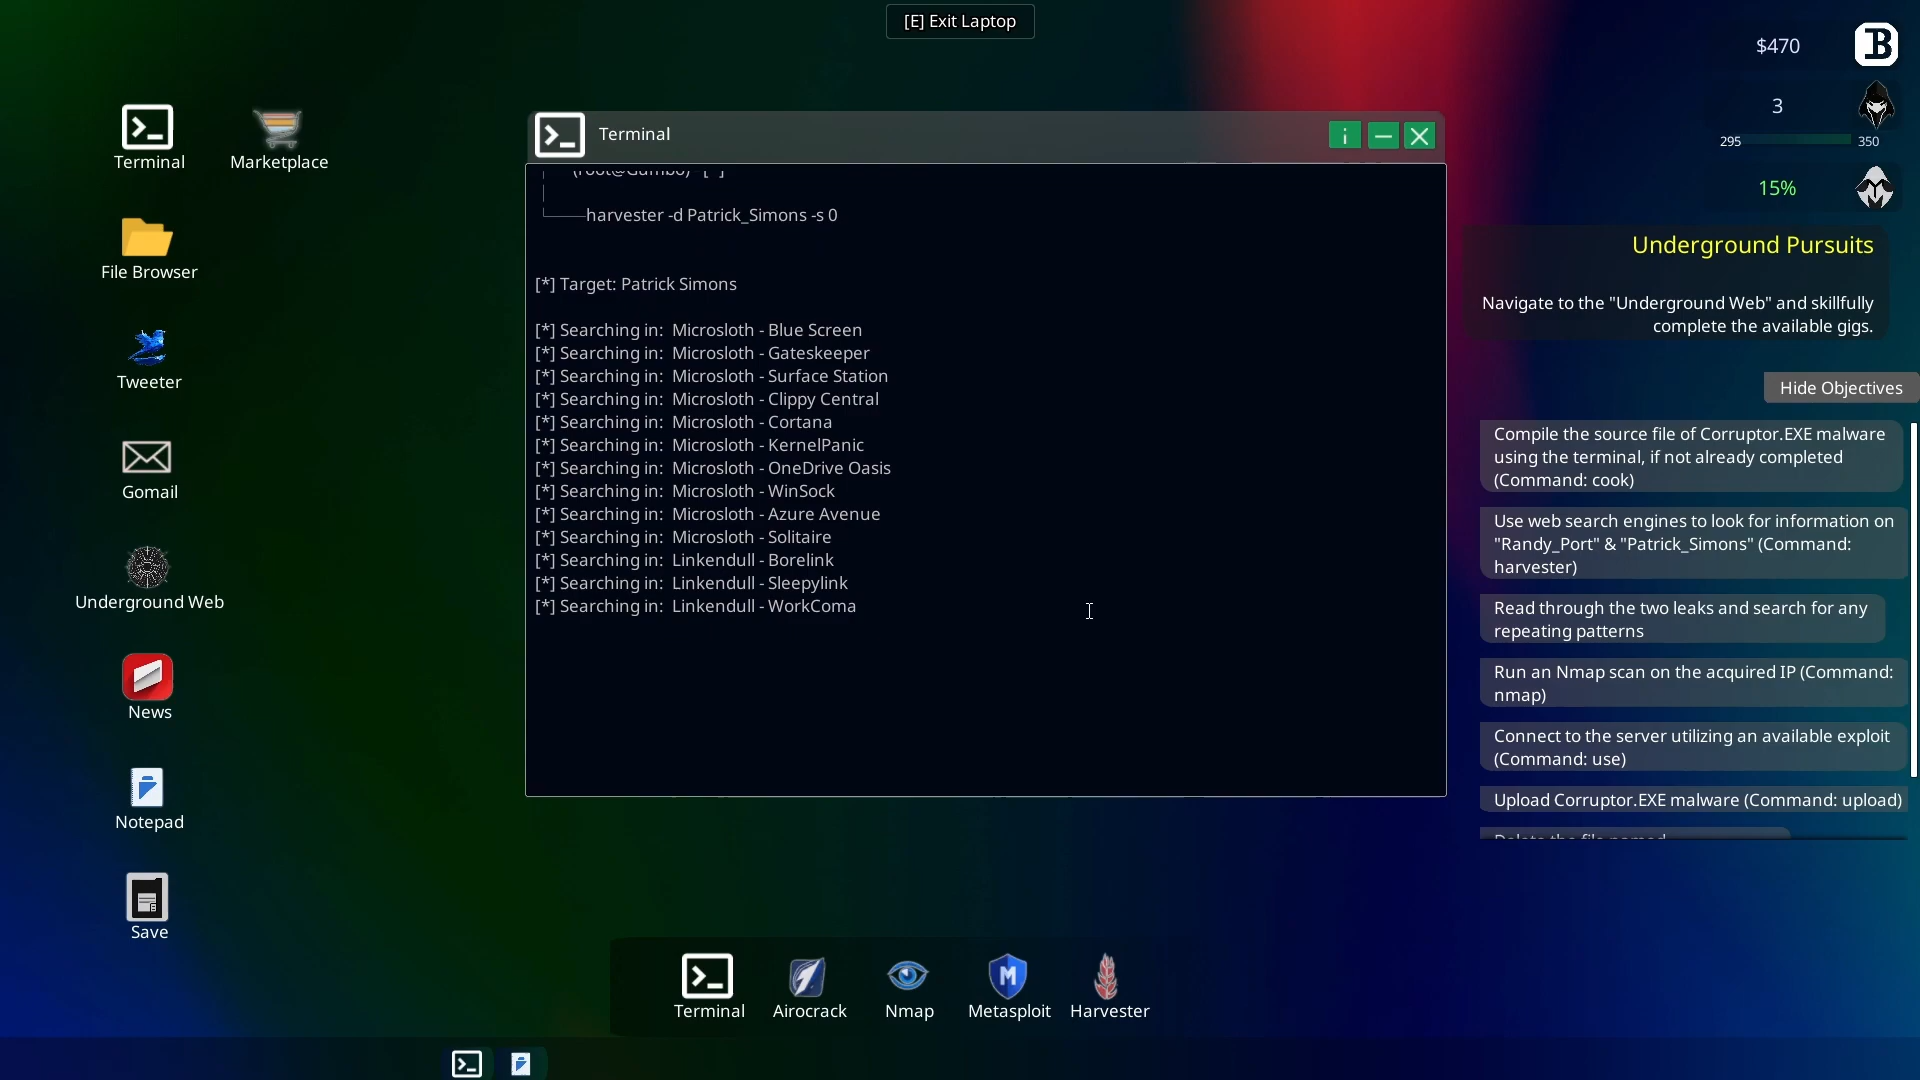 [E] Exit Laptop
$470
3
295
350
15%
Underground Pursuits
Navigate to the "Underground Web" and skillfully
complete the available gigs.
Hide Objectives
Compile the source file of Corruptor.EXE malware
using the terminal, if not already completed
(Command: cook)
Use web search engines to look for information on
"Randy_Port" & "Patrick_Simons" (Command:
harvester)
Read through the two leaks and search for any
repeating patterns
Run an Nmap scan on the acquired IP (Command:
nmap)
Connect to the server utilizing an available exploit
(Command: use)
Upload Corruptor.EXE malware (Command: upload)
Delete the file named
Terminal
Marketplace
File Browser
Tweeter
Gomail
Underground Web
News
Notepad
Save
Terminal
harvester -d Patrick_Simons -s 0
[*] Target: Patrick Simons
[*] Searching in: Microsloth - Blue Screen
[*] Searching in: Microsloth - Gateskeeper
[*] Searching in: Microsloth - Surface Station
[*] Searching in: Microsloth - Clippy Central
[*] Searching in: Microsloth - Cortana
[*] Searching in: Microsloth - KernelPanic
[*] Searching in: Microsloth - OneDrive Oasis
[*] Searching in: Microsloth - WinSock
[*] Searching in: Microsloth - Azure Avenue
[*] Searching in: Microsloth - Solitaire
[*] Searching in: Linkendull - Borelink
[*] Searching in: Linkendull - Sleepylink
[*] Searching in: Linkendull - WorkComa
Terminal
Airocrack
Nmap
Metasploit
Harvester